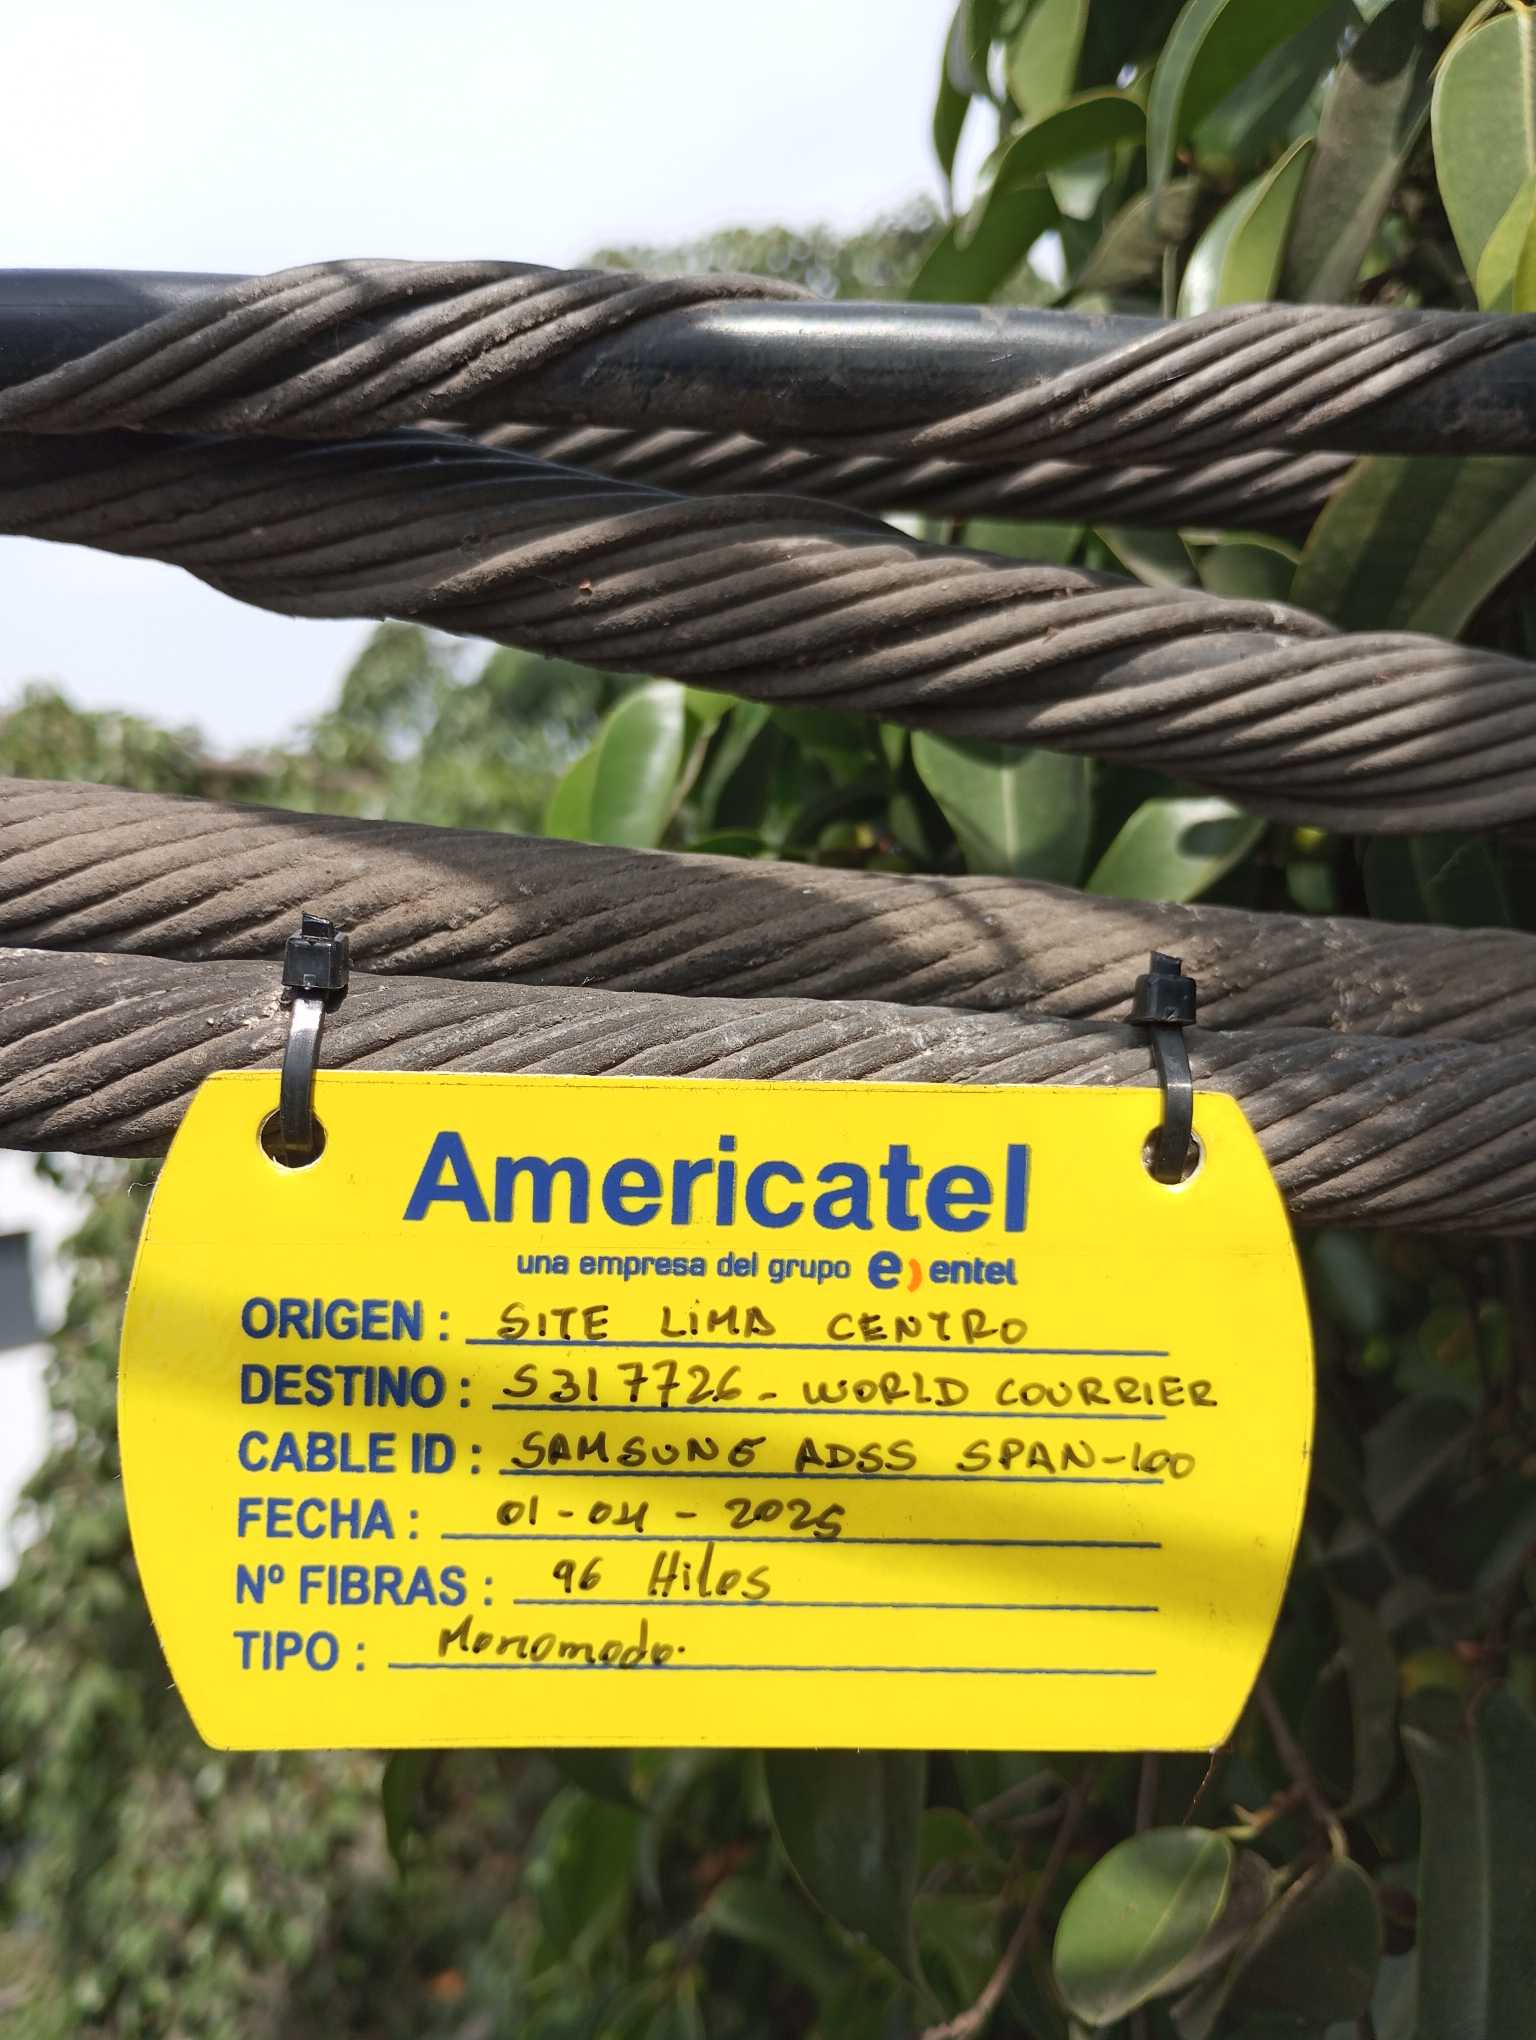 Americatel
una empresa del grupo e) entel
ORIGEN : SITE LIMA CENTRO
DESTINO : S317726 - WORLD COURRIER
CABLE ID : SAMSUNG ADSS SPAN-100
FECHA : 01-04-2025
Nº FIBRAS : 96 Hilos
TIPO : Monomodo.